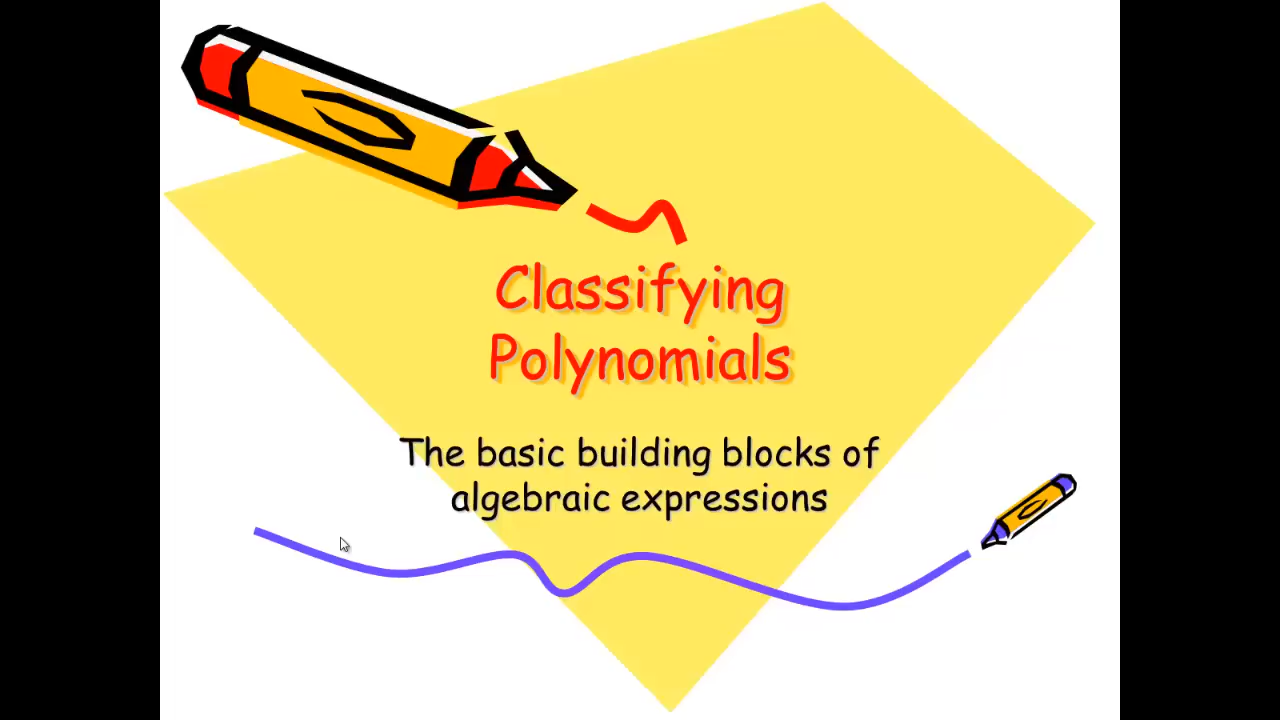 Classifying
Polynomials
The basic building blocks of
algebraic expressions